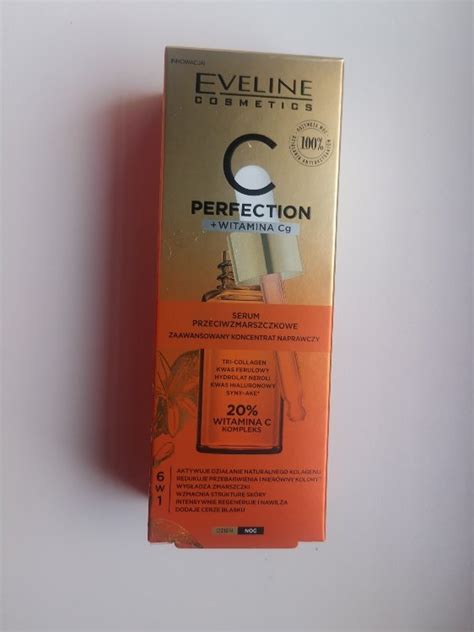 INNOWACJA!
EVELINE
COSMETICS
100%
C
PERFECTION
+ WITAMINA Cg
SERUM
PRZECIWZMARSZCZKOWE
ZAAWANSOWANY KONCENTRAT NAPRAWCZY
TRI-COLLAGEN
KWAS FERULOWY
HYDROLAT NEROLI
KWAS HIALURONOWY
SYNY-AKE*
20%
WITAMINA C
KOMPLEKS
6 W 1
AKTYWUJE DZIAŁANIE NATURALNEGO KOLAGENU
REDUKUJE PRZEBARWIENIA I NIERÓWNY KOLORYT
WYGŁADZA ZMARSZCZKI
WZMACNIA STRUKTURĘ SKÓRY
INTENSYWNIE REGENERUJE I NAWILŻA
DODAJE CERZE BLASKU
DZIEŃ NOC